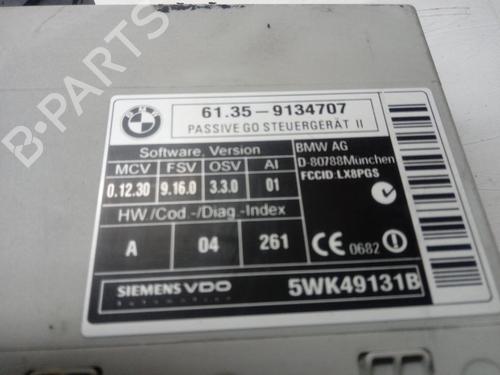 BMW
61.35 - 9134707
PASSIVE GO STEUERGERÄT II
Software, Version
MCV FSV OSV AI
0.12.30 9.16.0 3.3.0 01
HW/Cod.-/Diag.-Index
A 04 261
BMW AG
D-80788München
FCCID:LX8PGS
CE 0682
SIEMENS VDO
Automotive
5WK49131B
B-PARTS